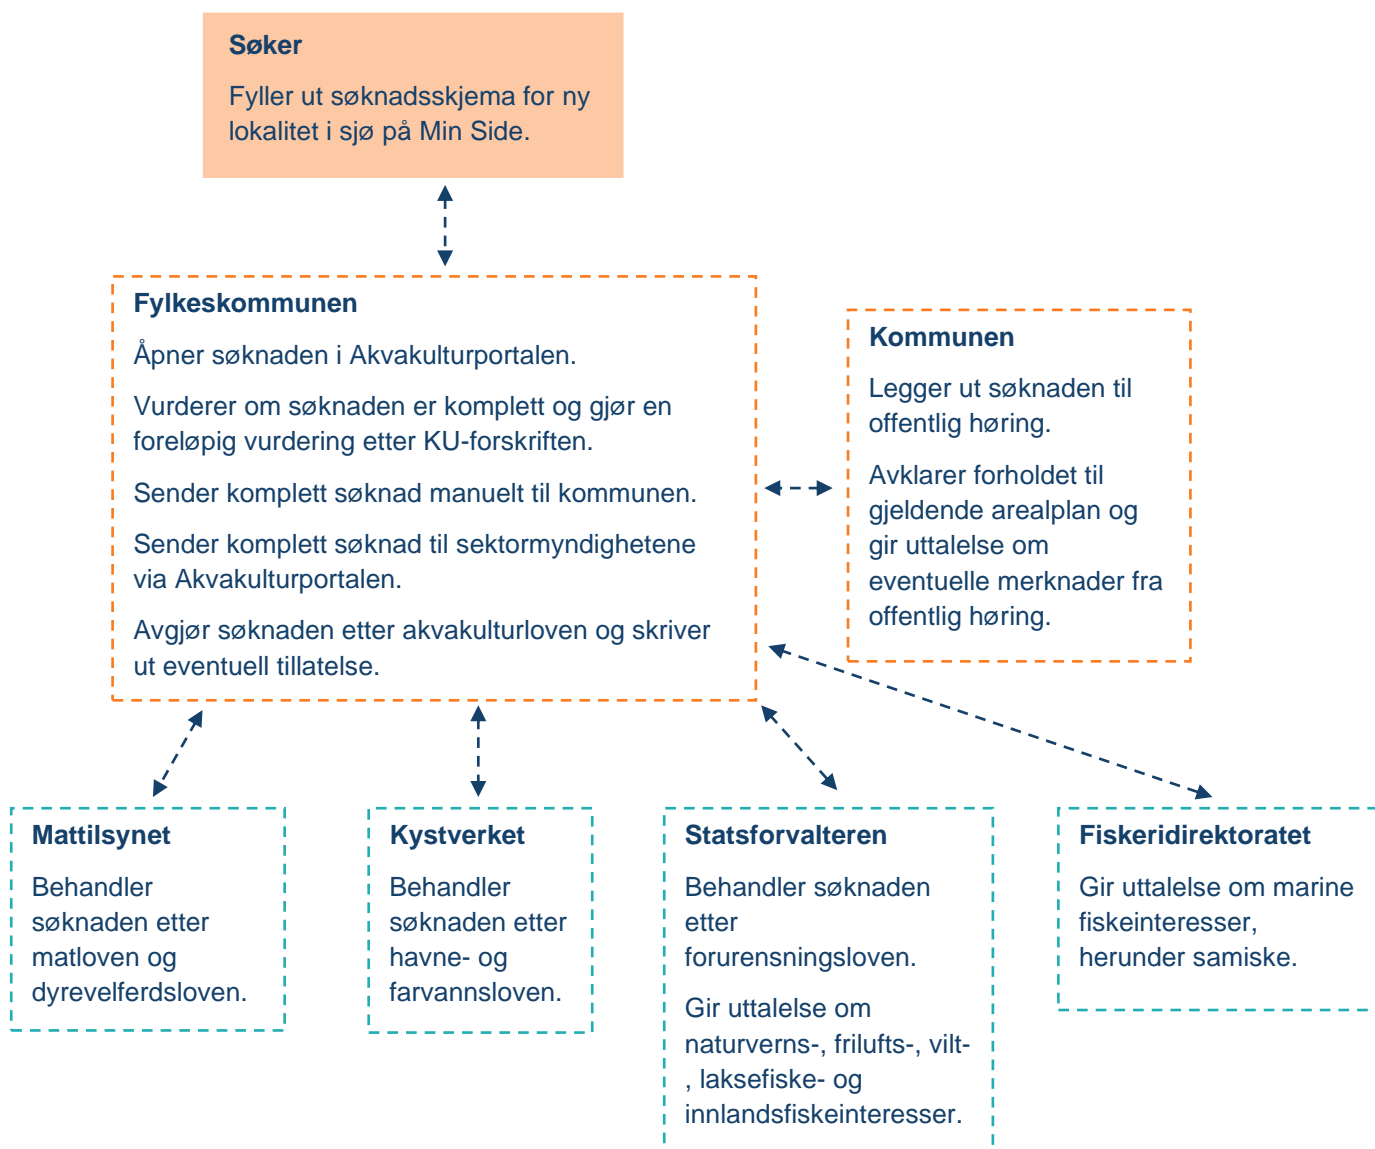 Søker
Fyller ut søknadsskjema for ny
lokalitet i sjø på Min Side.
Fylkeskommunen
Åpner søknaden i Akvakulturportalen.
Vurderer om søknaden er komplett og gjør en
foreløpig vurdering etter KU-forskriften.
Sender komplett søknad manuelt til kommunen.
Sender komplett søknad til sektormyndighetene
via Akvakulturportalen.
Avgjør søknaden etter akvakulturloven og skriver
ut eventuell tillatelse.
Kommunen
Legger ut søknaden til
offentlig høring.
Avklarer forholdet til
gjeldende arealplan og
gir uttalelse om
eventuelle merknader fra
offentlig høring.
Mattilsynet
Behandler
søknaden etter
matloven og
dyrevelferdsloven.
Kystverket
Behandler
søknaden etter
havne- og
farvannsloven.
Statsforvalteren
Behandler søknaden
etter
forurensningsloven.
Gir uttalelse om
naturverns-, frilufts-, vilt-
, laksefiske- og
innlandsfiskeinteresser.
Fiskeridirektoratet
Gir uttalelse om marine
fiskeinteresser,
herunder samiske.